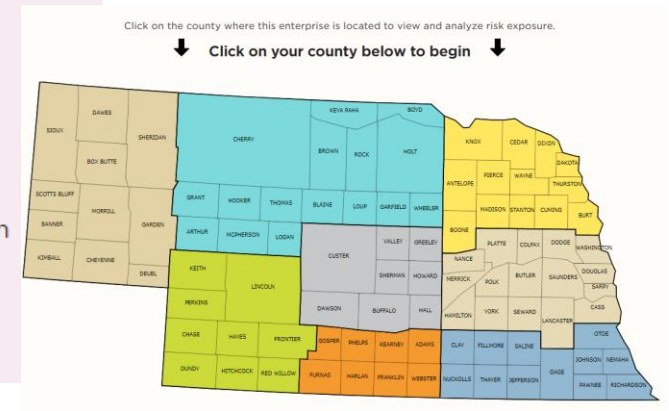 Click on the county where this enterprise is located to view and analyze risk exposure.
Click on your county below to begin
n
SIOUX
DAWES
SHERIDAN
BOX BUTTE
SCOTTS BLUFF
MORRILL
GARDEN
BANNER
KIMBALL
CHEYENNE
DEUEL
CHERRY
KEYA PAHA
BOYD
BROWN
ROCK
HOLT
GRANT
HOOKER
THOMAS
BLAINE
LOUP
GARFIELD
WHEELER
ARTHUR
MCPHERSON
LOGAN
KNOX
CEDAR
DIXON
DAKOTA
ANTELOPE
PIERCE
WAYNE
THURSTON
MADISON
STANTON
CUMING
BURT
BOONE
CUSTER
VALLEY
GREELEY
SHERMAN
HOWARD
DAWSON
BUFFALO
HALL
NANCE
PLATTE
COLFAX
DODGE
WASHINGTON
MERRICK
POLK
BUTLER
SAUNDERS
DOUGLAS
SARPY
HAMILTON
YORK
SEWARD
LANCASTER
CASS
KEITH
LINCOLN
PERKINS
CHASE
HAYES
FRONTIER
DUNDY
HITCHCOCK
RED WILLOW
GOSPER
PHELPS
KEARNEY
ADAMS
FURNAS
HARLAN
FRANKLIN
WEBSTER
CLAY
FILLMORE
SALINE
OTOE
GAGE
JOHNSON
NEMAHA
NUCKOLLS
THAYER
JEFFERSON
PAWNEE
RICHARDSON